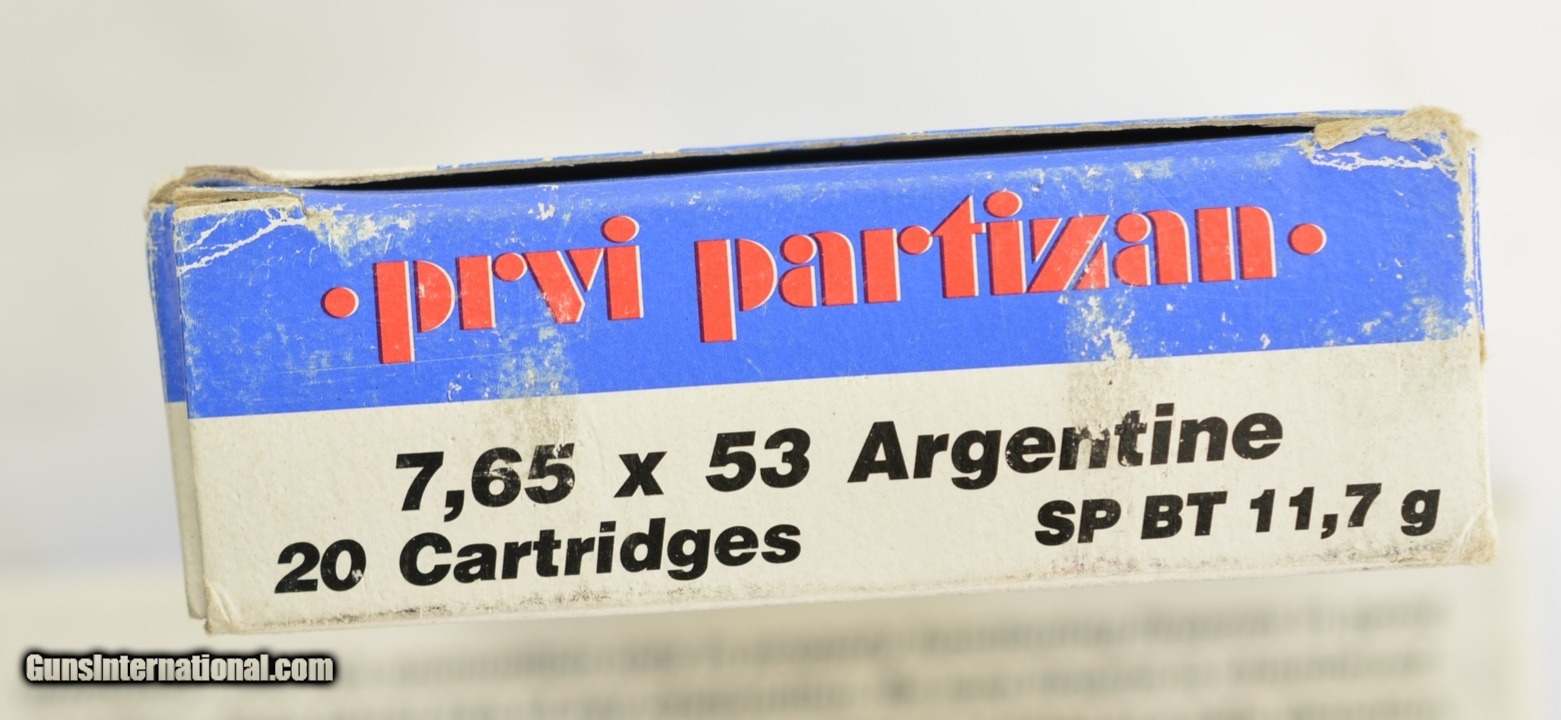 ·prvi partizan·
7,65 x 53 Argentine
20 Cartridges
SP BT 11,7 g
GunsInternational.com